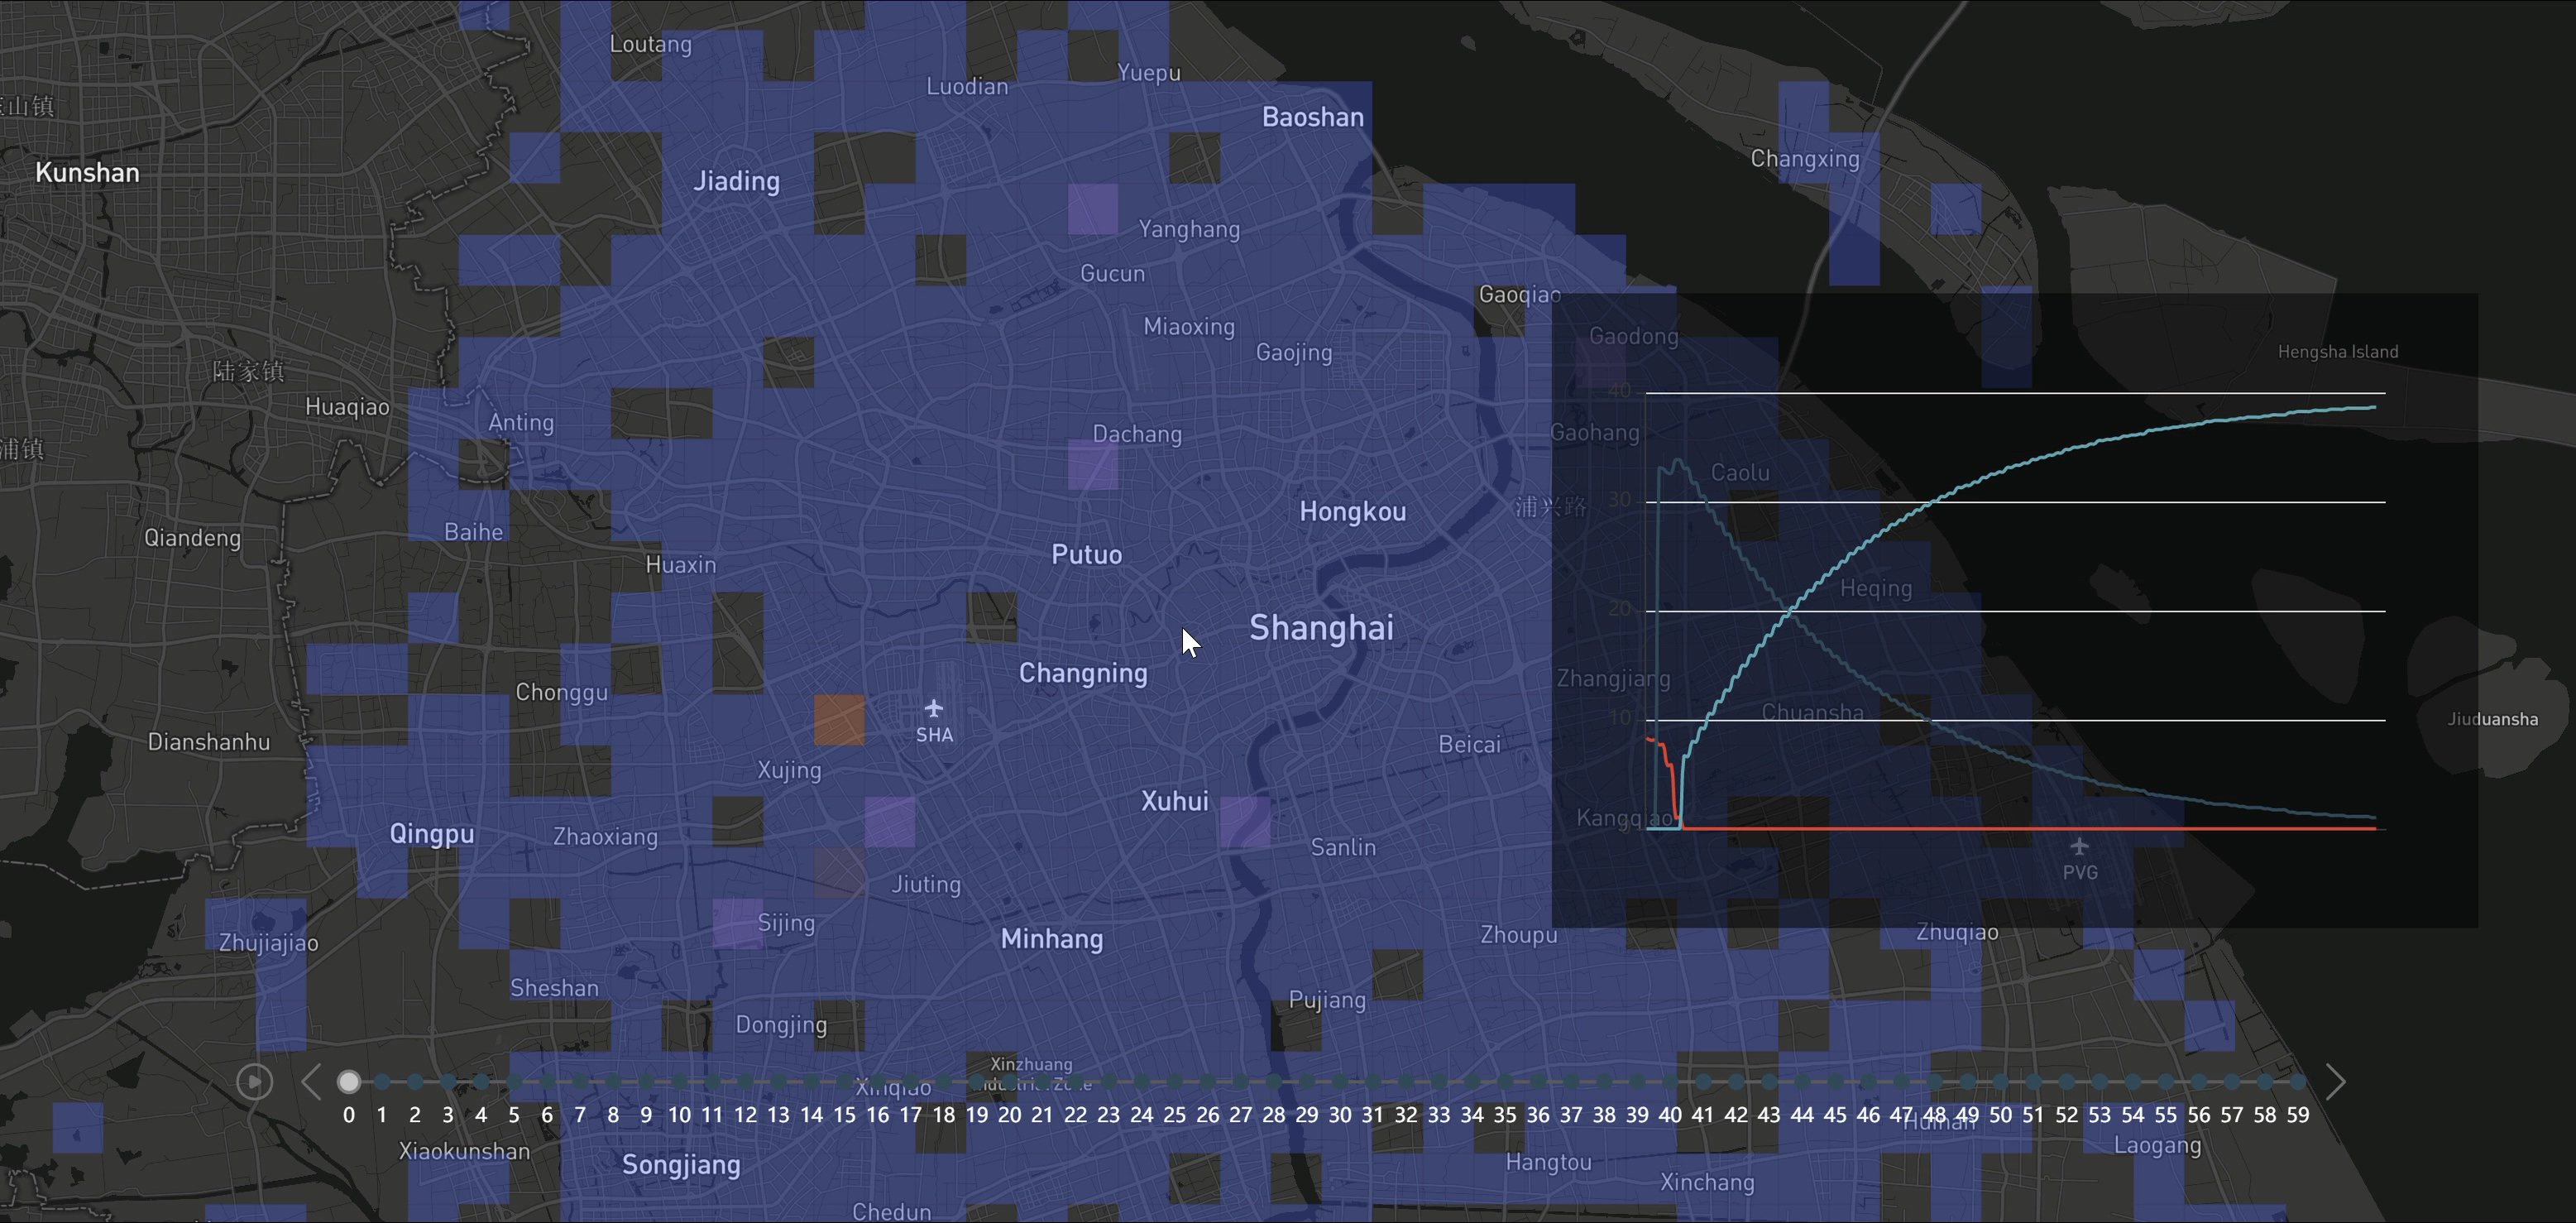 Loutang
Yuepu
Luodian
Baoshan
Changxing
Kunshan
Jiading
Yanghang
Gucun
Gaoqiao
Miaoxing
Gaojing
Gaodong
Hengsha Island
陆家镇
40
Huaqiao
Anting
Dachang
Gaohang
浦镇
Caolu
30
浦兴路
Hongkou
Baihe
Qiandeng
Putuo
Huaxin
Heqing
20
Shanghai
Changning
Zhangjiang
Chonggu
Chuansha
10
Jiuduansha
SHA
Dianshanhu
Beicai
Xujing
Xuhui
Kangqiao
0
Qingpu
Zhaoxiang
Sanlin
PVG
Jiuting
Sijing
Zhuqiao
Zhoupu
Minhang
Zhujiajiao
Sheshan
Pujiang
Dongjing
Xinzhuang
Industrial Zone
Xinqiao
0 1 2 3 4 5 6 7 8 9 10 11 12 13 14 15 16 17 18 19 20 21 22 23 24 25 26 27 28 29 30 31 32 33 34 35 36 37 38 39 40 41 42 43 44 45 46 47 48 49 50 51 52 53 54 55 56 57 58 59
Laogang
Xiaokunshan
Songjiang
Hangtou
Xinchang
Chedun